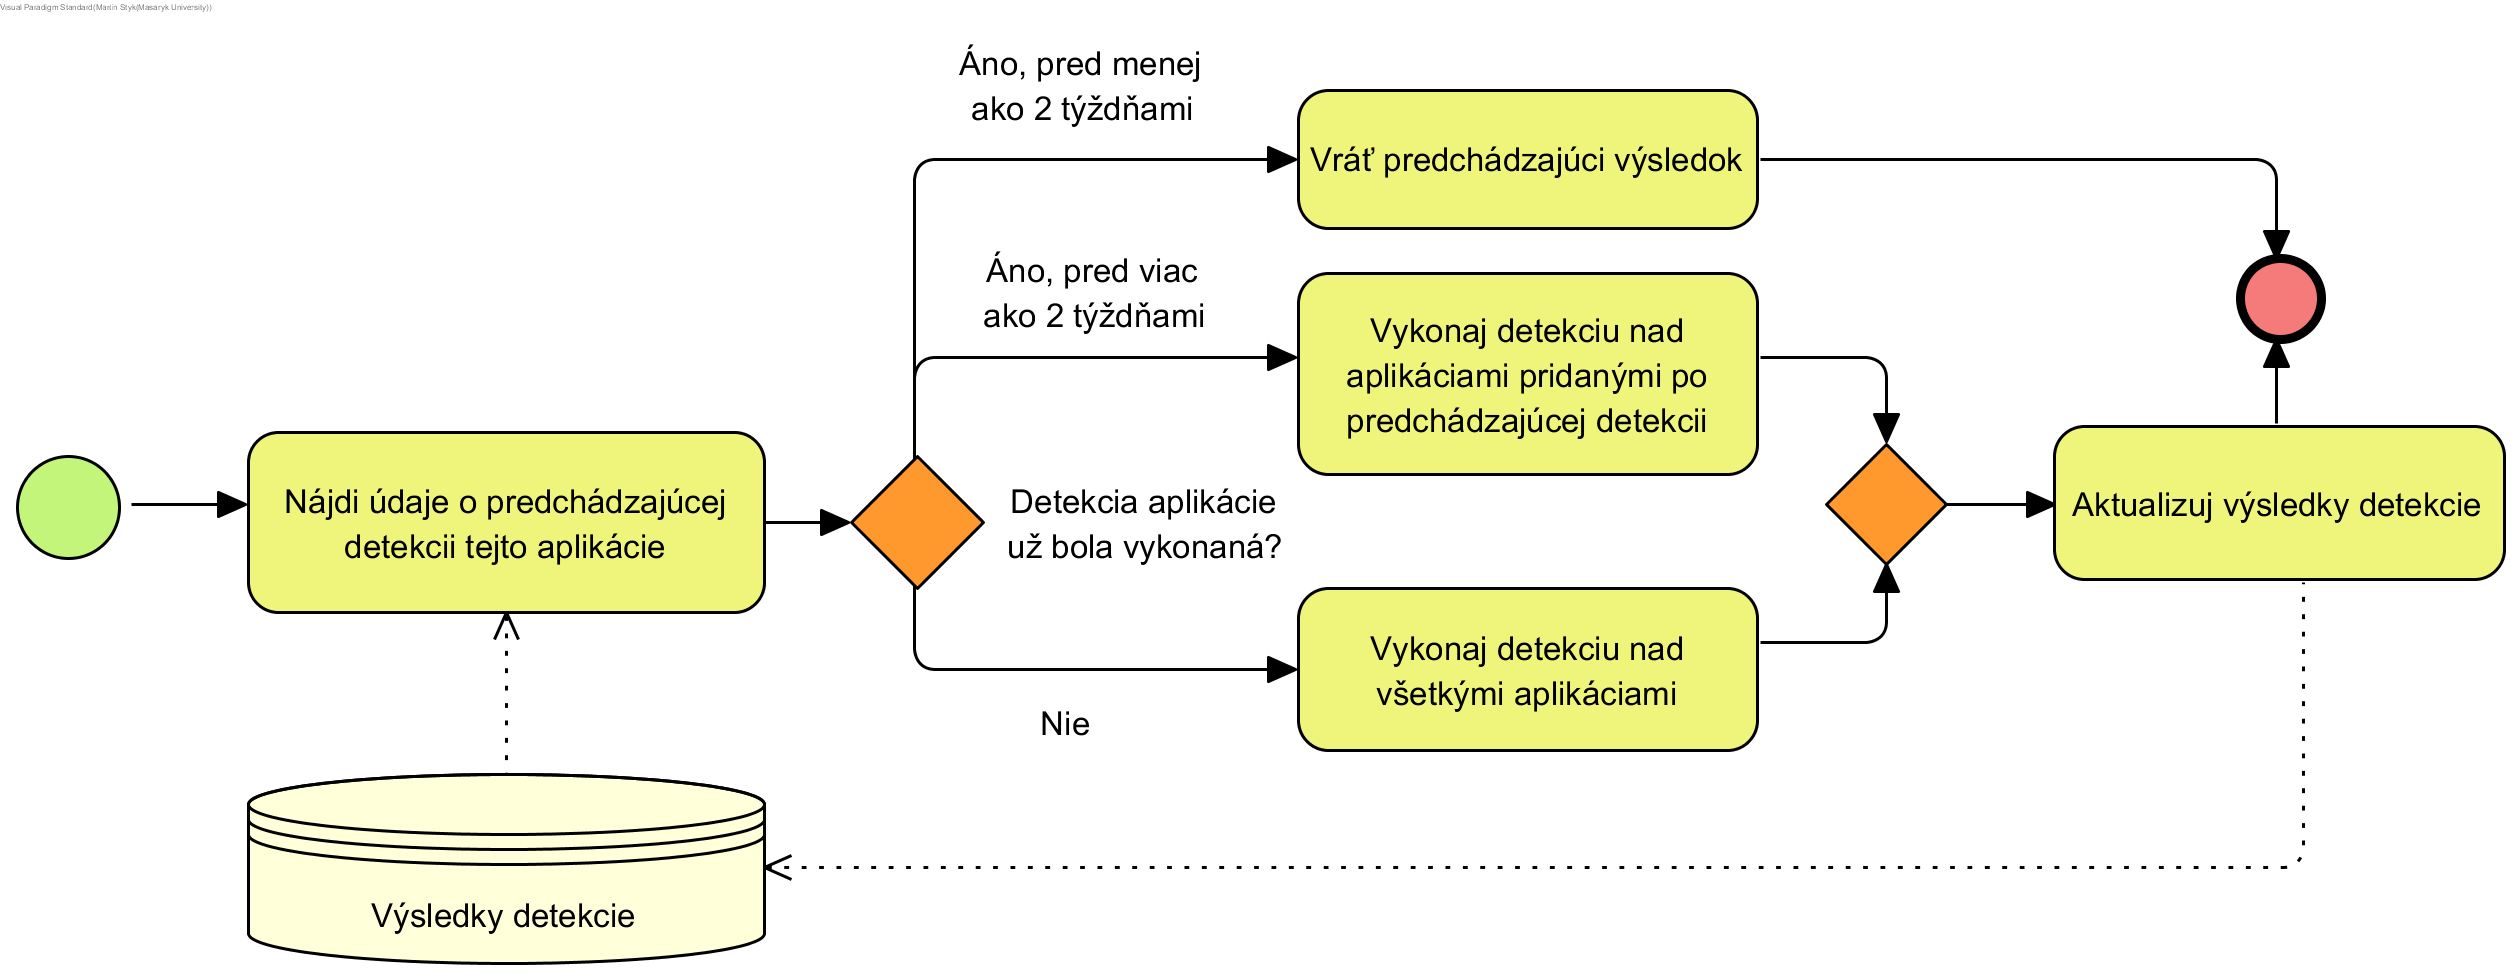 Visual Paradigm Standard(Martin Styk(Masaryk University))
Áno, pred menej
ako 2 týždňami
Vráť predchádzajúci výsledok
Áno, pred viac
ako 2 týždňami
Vykonaj detekciu nad
aplikáciami pridanými po
predchádzajúcej detekcii
Nájdi údaje o predchádzajúcej
detekcii tejto aplikácie
Detekcia aplikácie
už bola vykonaná?
Aktualizuj výsledky detekcie
Vykonaj detekciu nad
všetkými aplikáciami
Nie
Výsledky detekcie